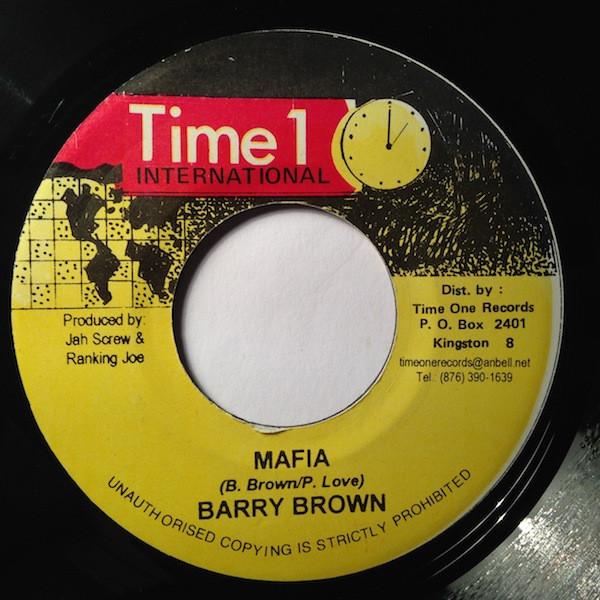 Time 1
INTERNATIONAL
Produced by:
Jah Screw &
Ranking Joe
Dist. by :
Time One Records
P. O. Box 2401
Kingston 8
timeonerecords@anbell.net
Tel.: (876) 390-1639
MAFIA
(B. Brown/P. Love)
BARRY BROWN
UNAUTHORISED COPYING IS STRICTLY PROHIBITED